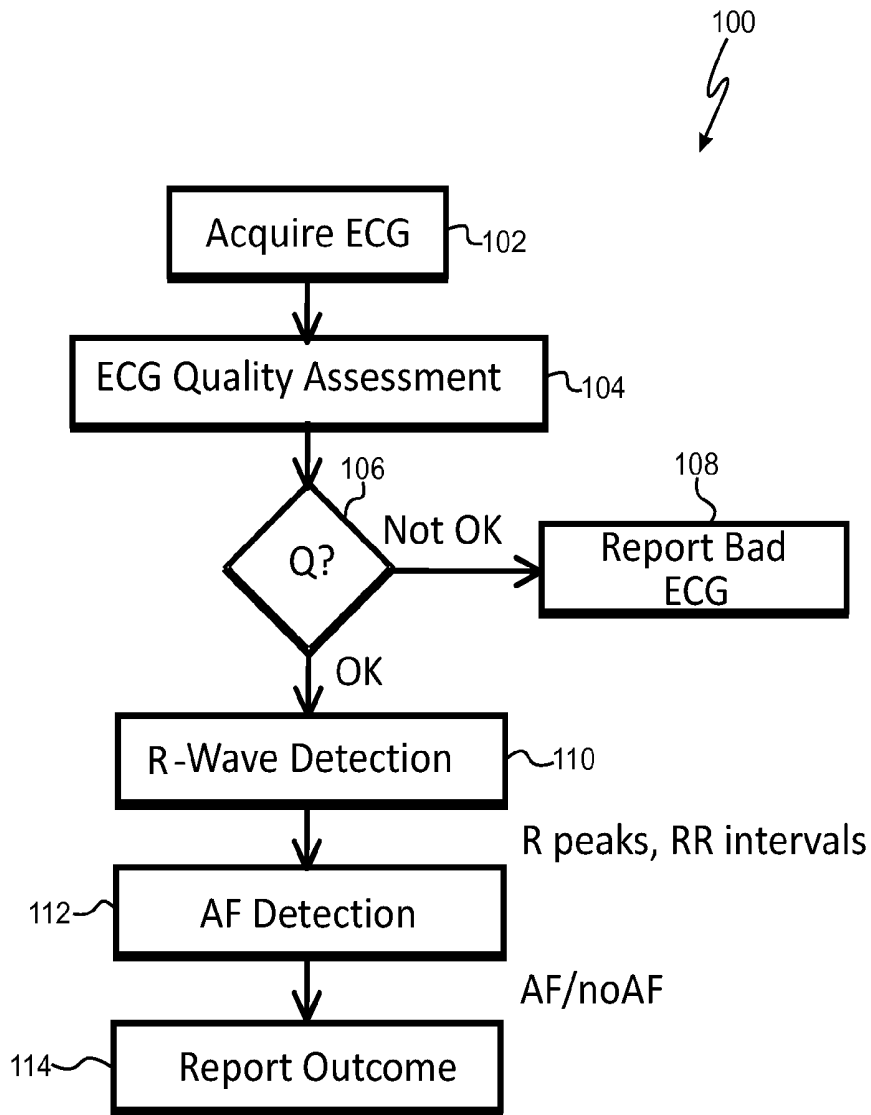 100
Acquire ECG
102
ECG Quality Assessment
104
106
108
Q?
Not OK
Report Bad
ECG
OK
R-Wave Detection
110
R peaks, RR intervals
112
AF Detection
AF/noAF
114
Report Outcome